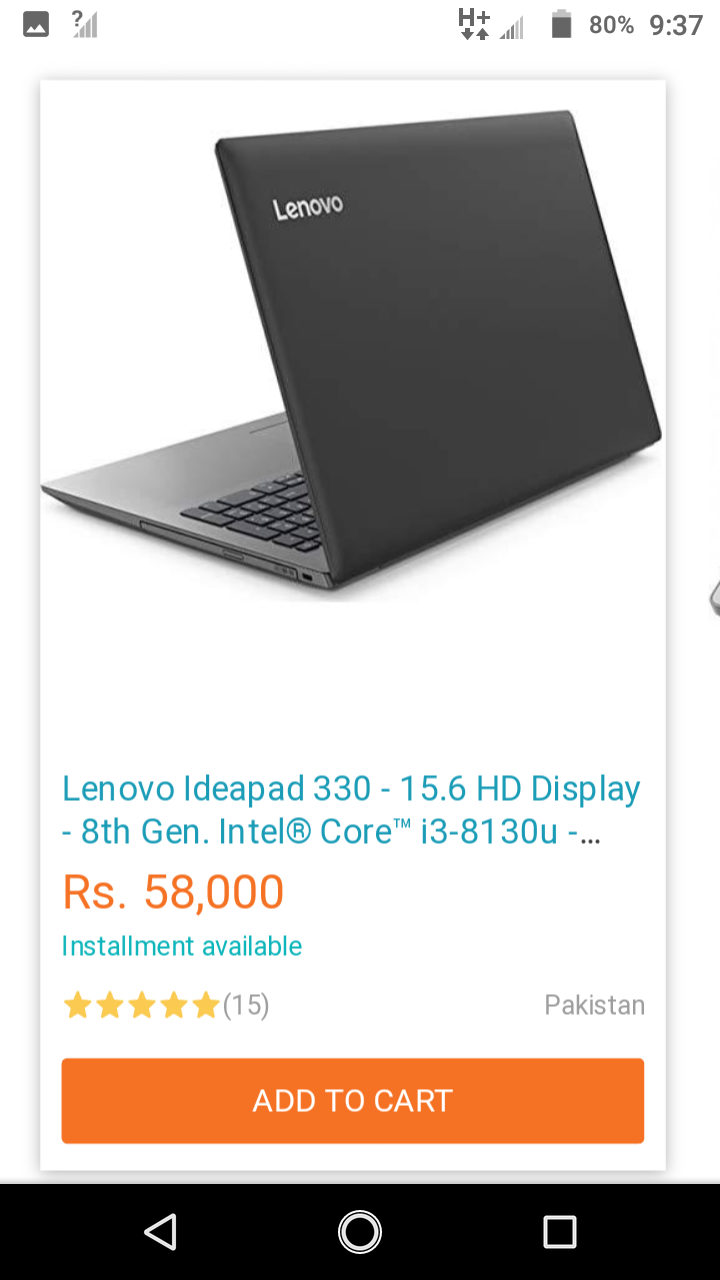 ?
H+
80% 9:37
Lenovo
Lenovo Ideapad 330 - 15.6 HD Display
- 8th Gen. Intel® Core™ i3-8130u -...
Rs. 58,000
Installment available
(15)
Pakistan
ADD TO CART